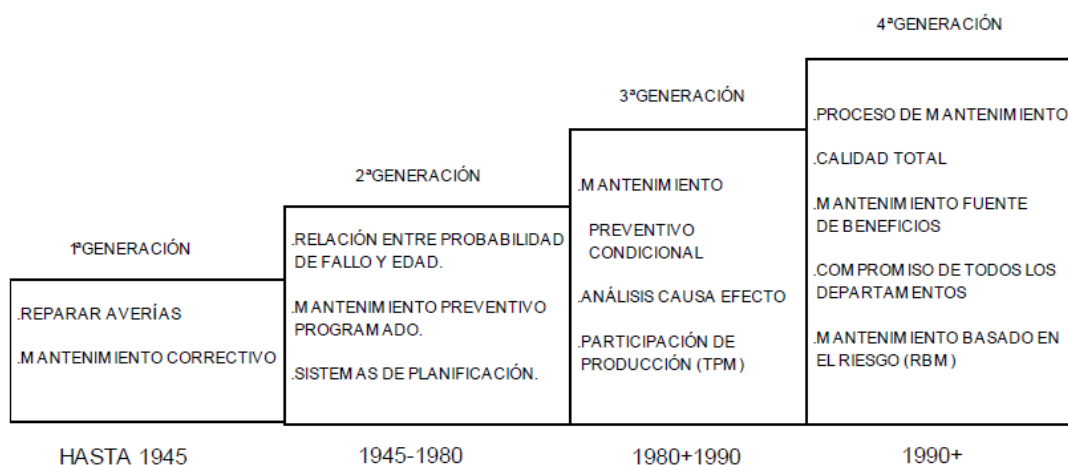 1ªGENERACIÓN
.REPARAR AVERÍAS
.MANTENIMIENTO CORRECTIVO
HASTA 1945
2ªGENERACIÓN
.RELACIÓN ENTRE PROBABILIDAD
DE FALLO Y EDAD.
.MANTENIMIENTO PREVENTIVO
PROGRAMADO.
.SISTEMAS DE PLANIFICACIÓN.
1945-1980
3ªGENERACIÓN
.MANTENIMIENTO
PREVENTIVO
CONDICIONAL
.ANÁLISIS CAUSA EFECTO
.PARTICIPACIÓN DE
PRODUCCIÓN (TPM)
1980+1990
4ªGENERACIÓN
.PROCESO DE MANTENIMIENTO
.CALIDAD TOTAL
.MANTENIMIENTO FUENTE
DE BENEFICIOS
.COMPROMISO DE TODOS LOS
DEPARTAMENTOS
.MANTENIMIENTO BASADO EN
EL RIESGO (RBM)
1990+